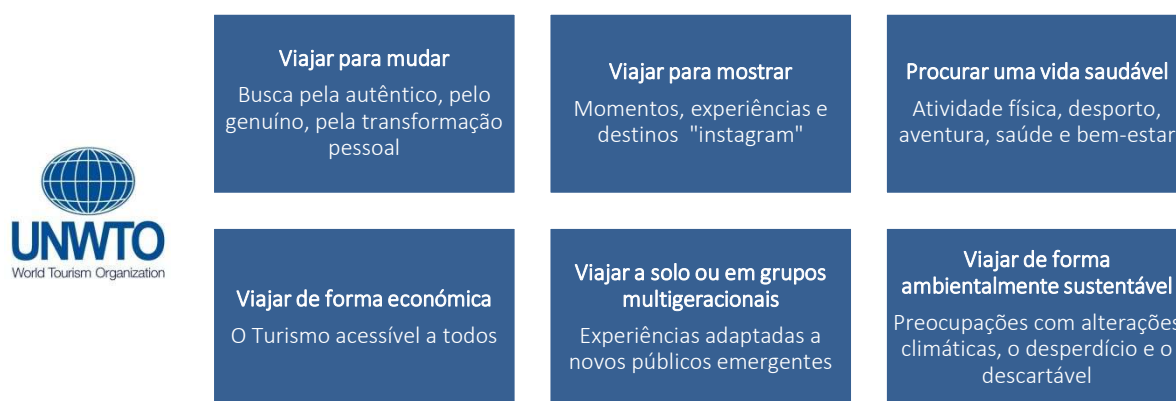 UNWTO
World Tourism Organization
Viajar para mudar
Busca pela autêntico, pelo
genuíno, pela transformação
pessoal
Viajar para mostrar
Momentos, experiências e
destinos "instagram"
Procurar uma vida saudável
Atividade física, desporto,
aventura, saúde e bem-estar
Viajar de forma económica
O Turismo acessível a todos
Viajar a solo ou em grupos
multigeracionais
Experiências adaptadas a
novos públicos emergentes
Viajar de forma
ambientalmente sustentável
Preocupações com alterações
climáticas, o desperdício e o
descartável